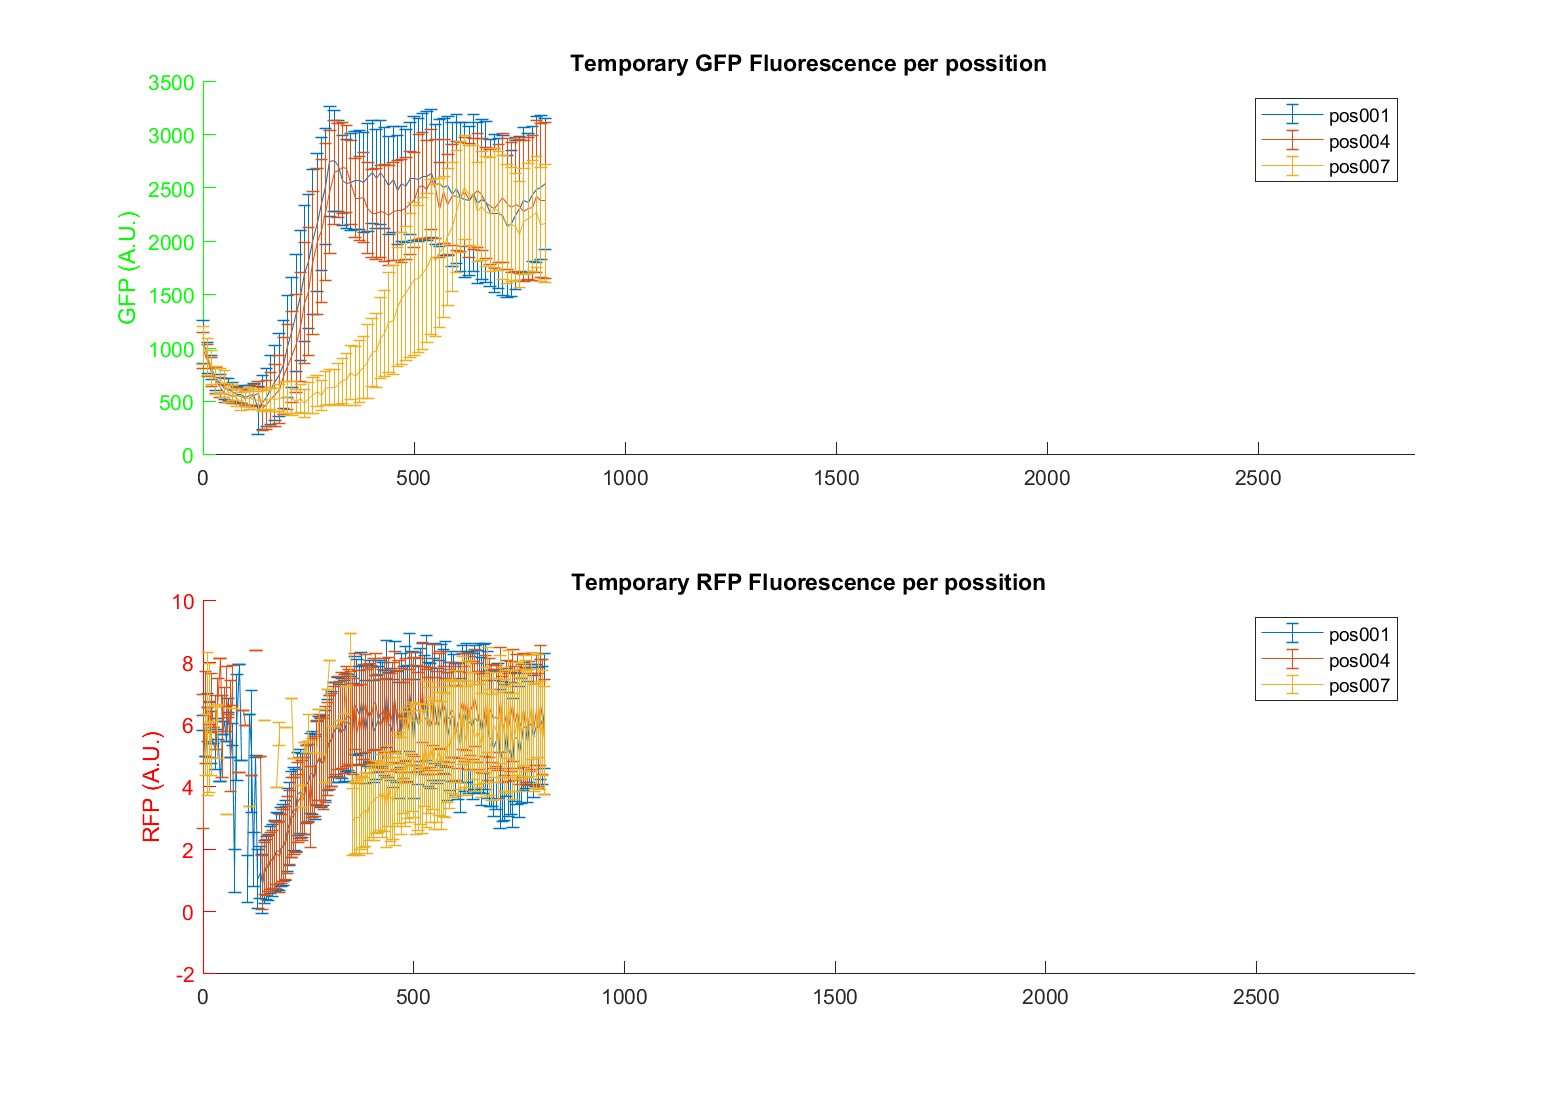 Temporary GFP Fluorescence per possition
3500
3000
2500
2000
1500
1000
500
0
GFP (A.U.)
0 500 1000 1500 2000 2500
pos001
pos004
pos007
Temporary RFP Fluorescence per possition
10
8
6
4
2
0
-2
RFP (A.U.)
0 500 1000 1500 2000 2500
pos001
pos004
pos007